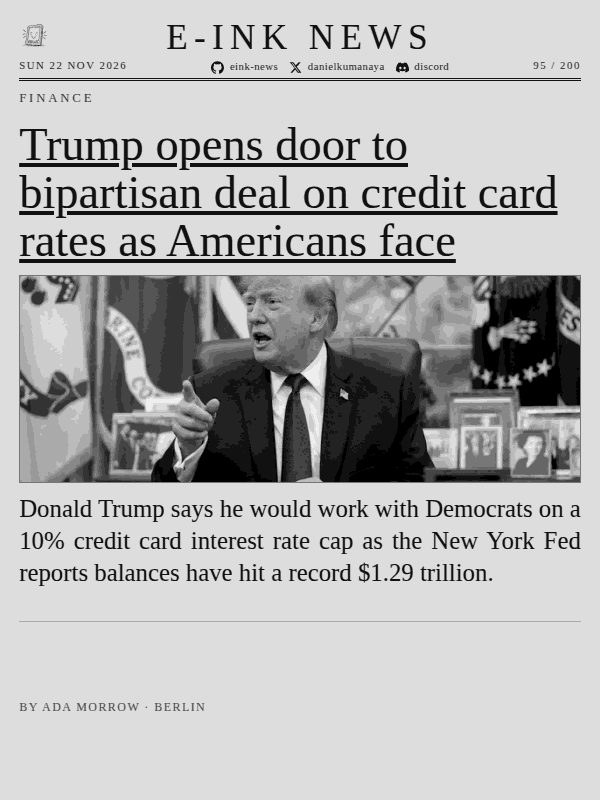 E-INK NEWS
SUN 22 NOV 2026
eink-news danielkumanaya discord
95 / 200
FINANCE
Trump opens door to
bipartisan deal on credit card
rates as Americans face
RINE CO
ES
Donald Trump says he would work with Democrats on a
10% credit card interest rate cap as the New York Fed
reports balances have hit a record $1.29 trillion.
BY ADA MORROW · BERLIN